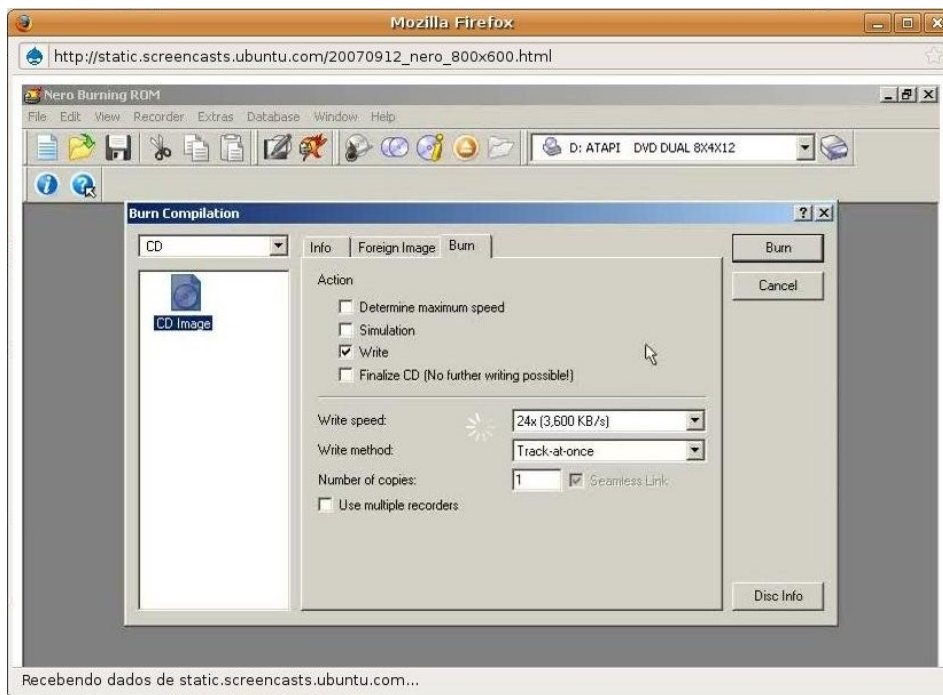 Mozilla Firefox
http://static.screencasts.ubuntu.com/20070912_nero_800x600.html
Nero Burning ROM
File Edit View Recorder Extras Database Window Help
D: ATAPI DVD DUAL 8X4X12
Burn Compilation
CD
Info Foreign Image Burn
Burn
CD Image
Action
Cancel
Determine maximum speed
Simulation
Write
Finalize CD (No further writing possible!)
Write speed: 24x (3,600 KB/s)
Write method: Track-at-once
Number of copies: 1 Seamless Link
Use multiple recorders
Disc Info
Recebendo dados de static.screencasts.ubuntu.com...